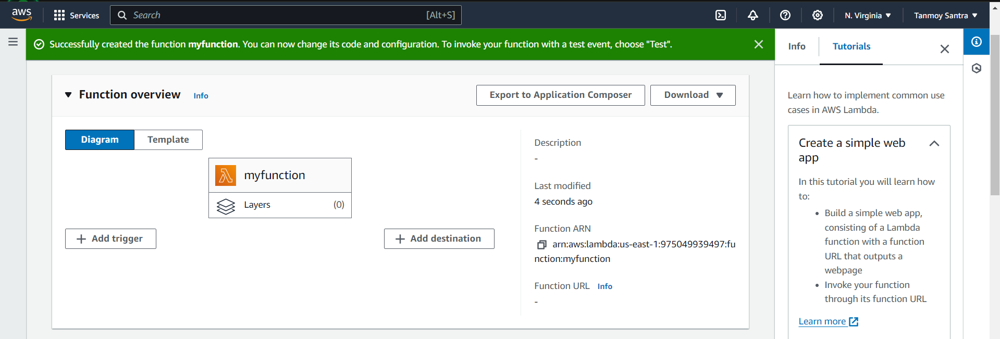 aws
Services
Search
[Alt+S]
N. Virginia
Tanmoy Santra
Successfully created the function myfunction. You can now change its code and configuration. To invoke your function with a test event, choose "Test".
Function overview
Info
Export to Application Composer
Download
Diagram
Template
myfunction
Layers
(0)
Add trigger
Add destination
Description
-
Last modified
4 seconds ago
Function ARN
arn:aws:lambda:us-east-1:975049939497:fu
nction:myfunction
Function URL Info
-
Info
Tutorials
Learn how to implement common use
cases in AWS Lambda.
Create a simple web
app
In this tutorial you will learn how
to:
• Build a simple web app,
consisting of a Lambda
function with a function
URL that outputs a
webpage
• Invoke your function
through its function URL
Learn more